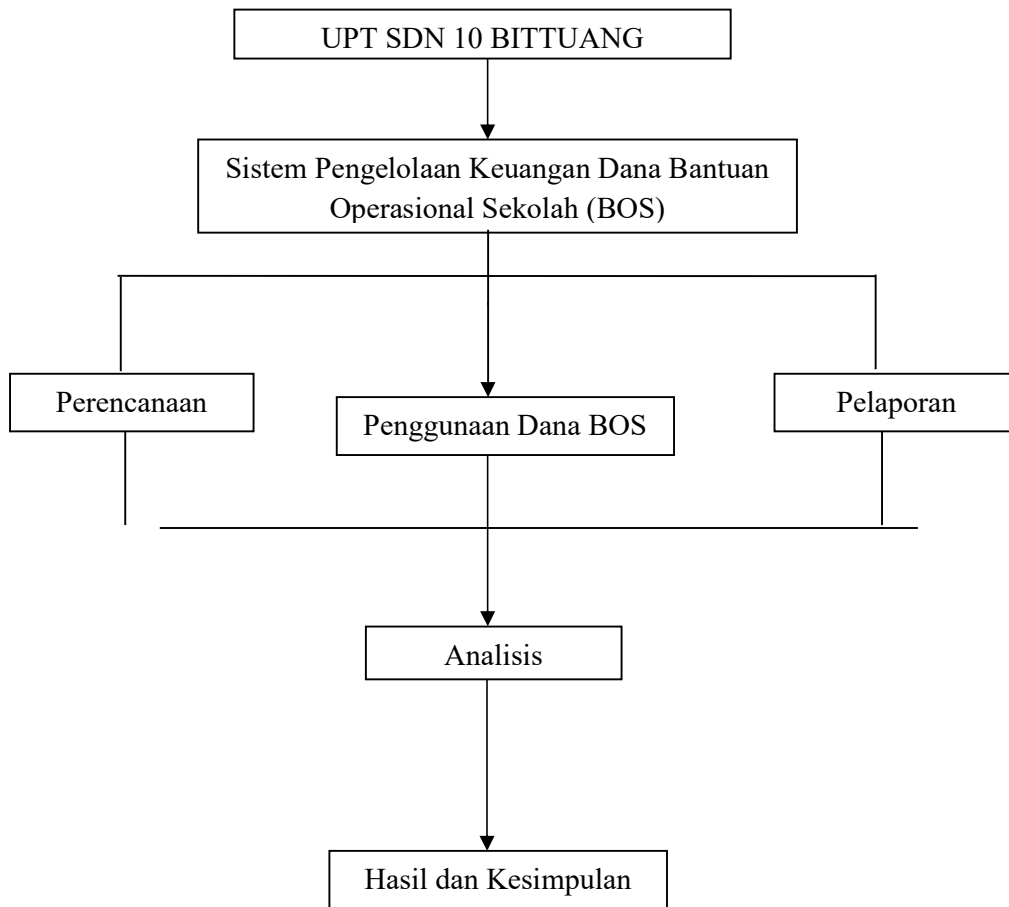 UPT SDN 10 BITTUANG
Sistem Pengelolaan Keuangan Dana Bantuan
Operasional Sekolah (BOS)
Perencanaan
Penggunaan Dana BOS
Pelaporan
Analisis
Hasil dan Kesimpulan